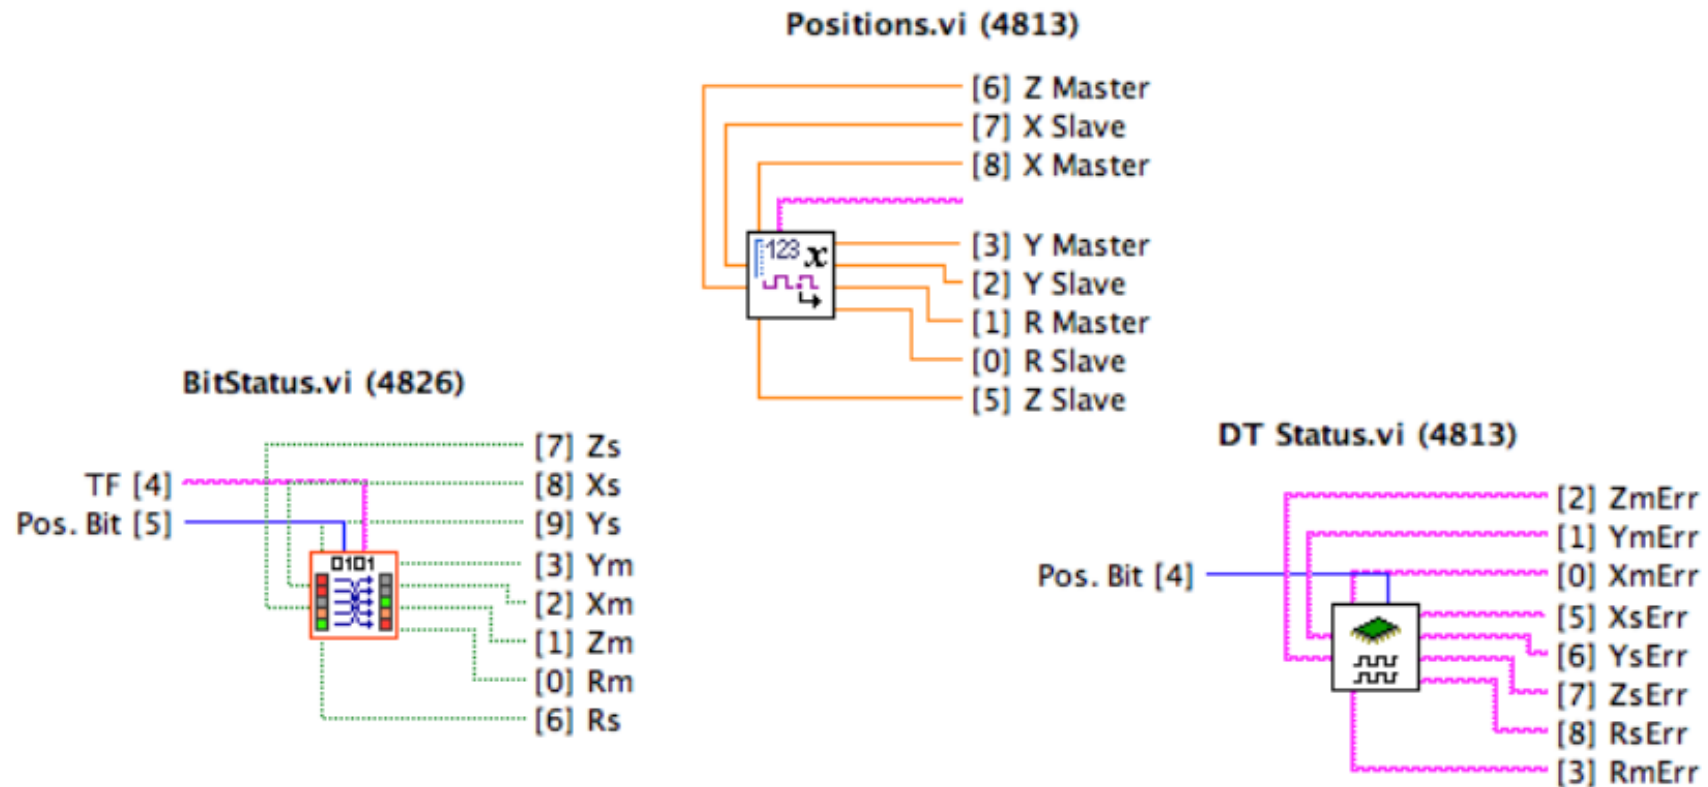 Positions.vi (4813)
[6] Z Master
[7] X Slave
[8] X Master
123 x
[3] Y Master
[2] Y Slave
[1] R Master
[0] R Slave
[5] Z Slave
BitStatus.vi (4826)
TF [4]
Pos. Bit [5]
0101
[7] Zs
[8] Xs
[9] Ys
[3] Ym
[2] Xm
[1] Zm
[0] Rm
[6] Rs
DT Status.vi (4813)
Pos. Bit [4]
[2] ZmErr
[1] YmErr
[0] XmErr
[5] XsErr
[6] YsErr
[7] ZsErr
[8] RsErr
[3] RmErr